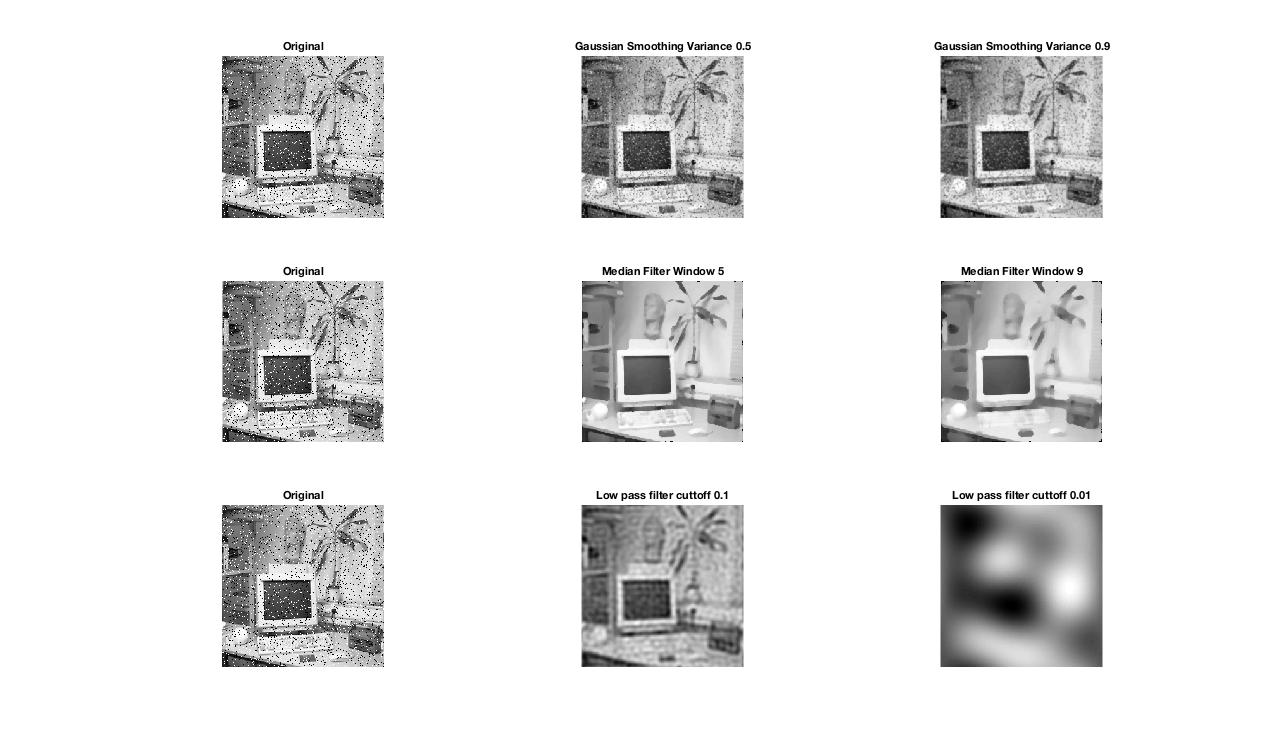 Original
Gaussian Smoothing Variance 0.5
Gaussian Smoothing Variance 0.9
Original
Median Filter Window 5
Median Filter Window 9
Original
Low pass filter cuttoff 0.1
Low pass filter cuttoff 0.01